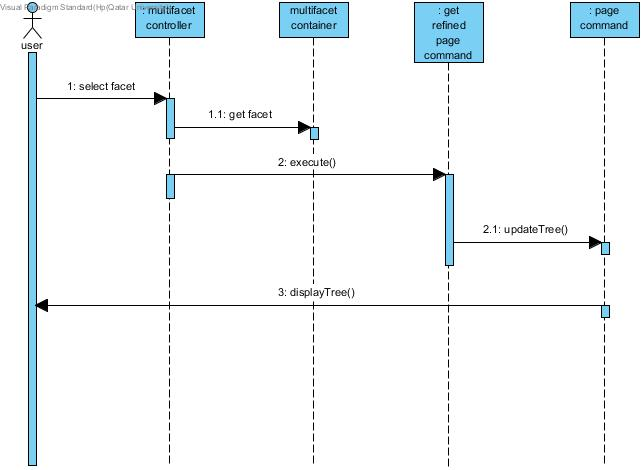 Visual Paradigm Standard(Hp(Qatar
: multifacet
controller
multifacet
container
: get
refined
page
command
: page
command
user
1: select facet
1.1: get facet
2: execute()
2.1: updateTree()
3: displayTree()